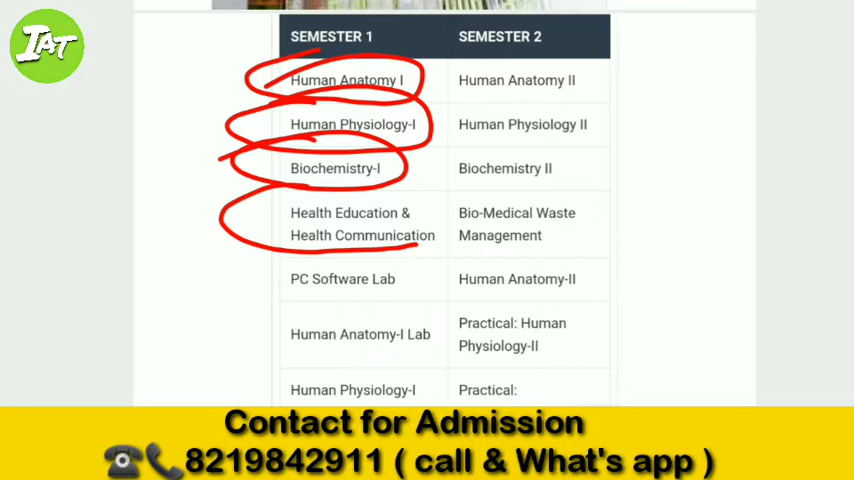 IAT
SEMESTER 1 SEMESTER 2
Human Anatomy I Human Anatomy II
Human Physiology-I Human Physiology II
Biochemistry-I Biochemistry II
Health Education & Bio-Medical Waste
Health Communication Management
PC Software Lab Human Anatomy-II
Human Anatomy-I Lab Practical: Human
Physiology-II
Human Physiology-I Practical:
Contact for Admission
8219842911 ( call & What's app )